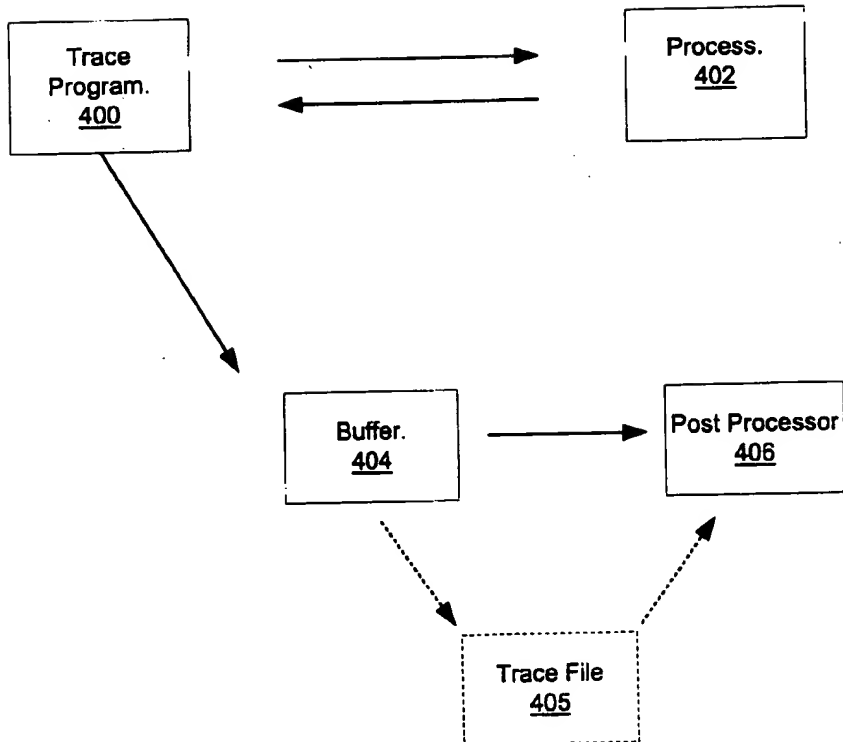 Trace
Program.
400
Process.
402
Buffer.
404
Post Processor
406
Trace File
405